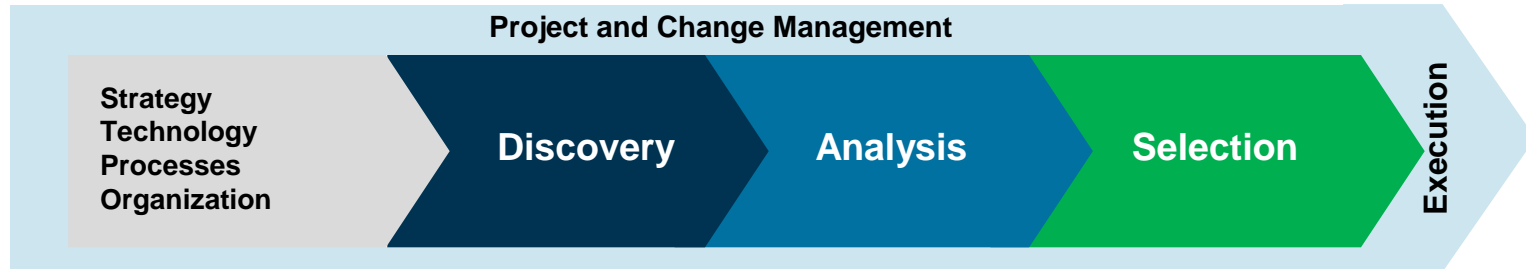 Project and Change Management
Strategy
Technology
Processes
Organization
Discovery
Analysis
Selection
Execution